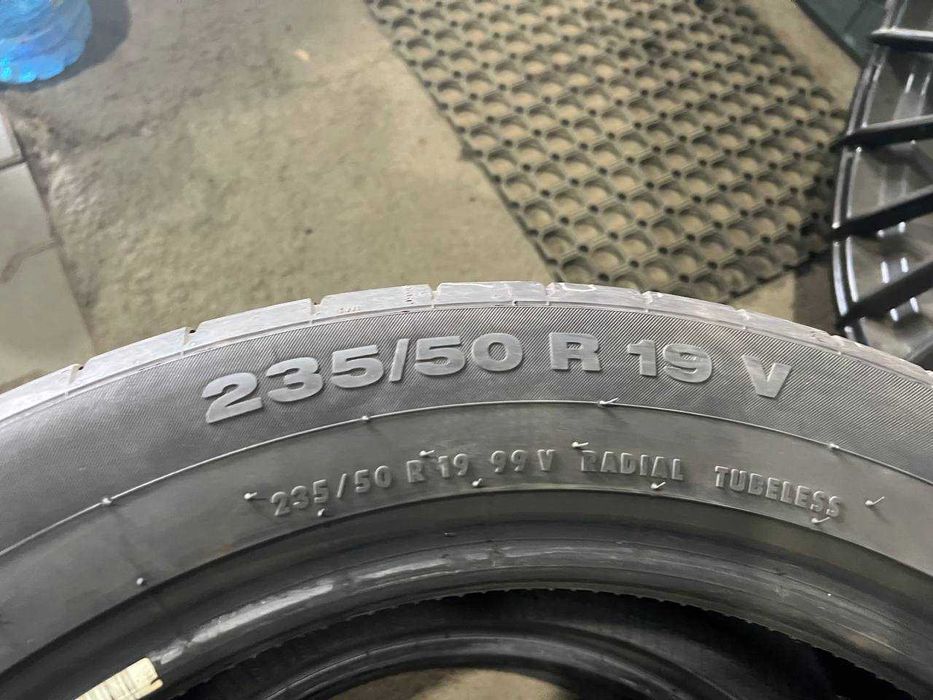 235/50 R 19 V
235/50 R 19 99 V RADIAL TUBELESS